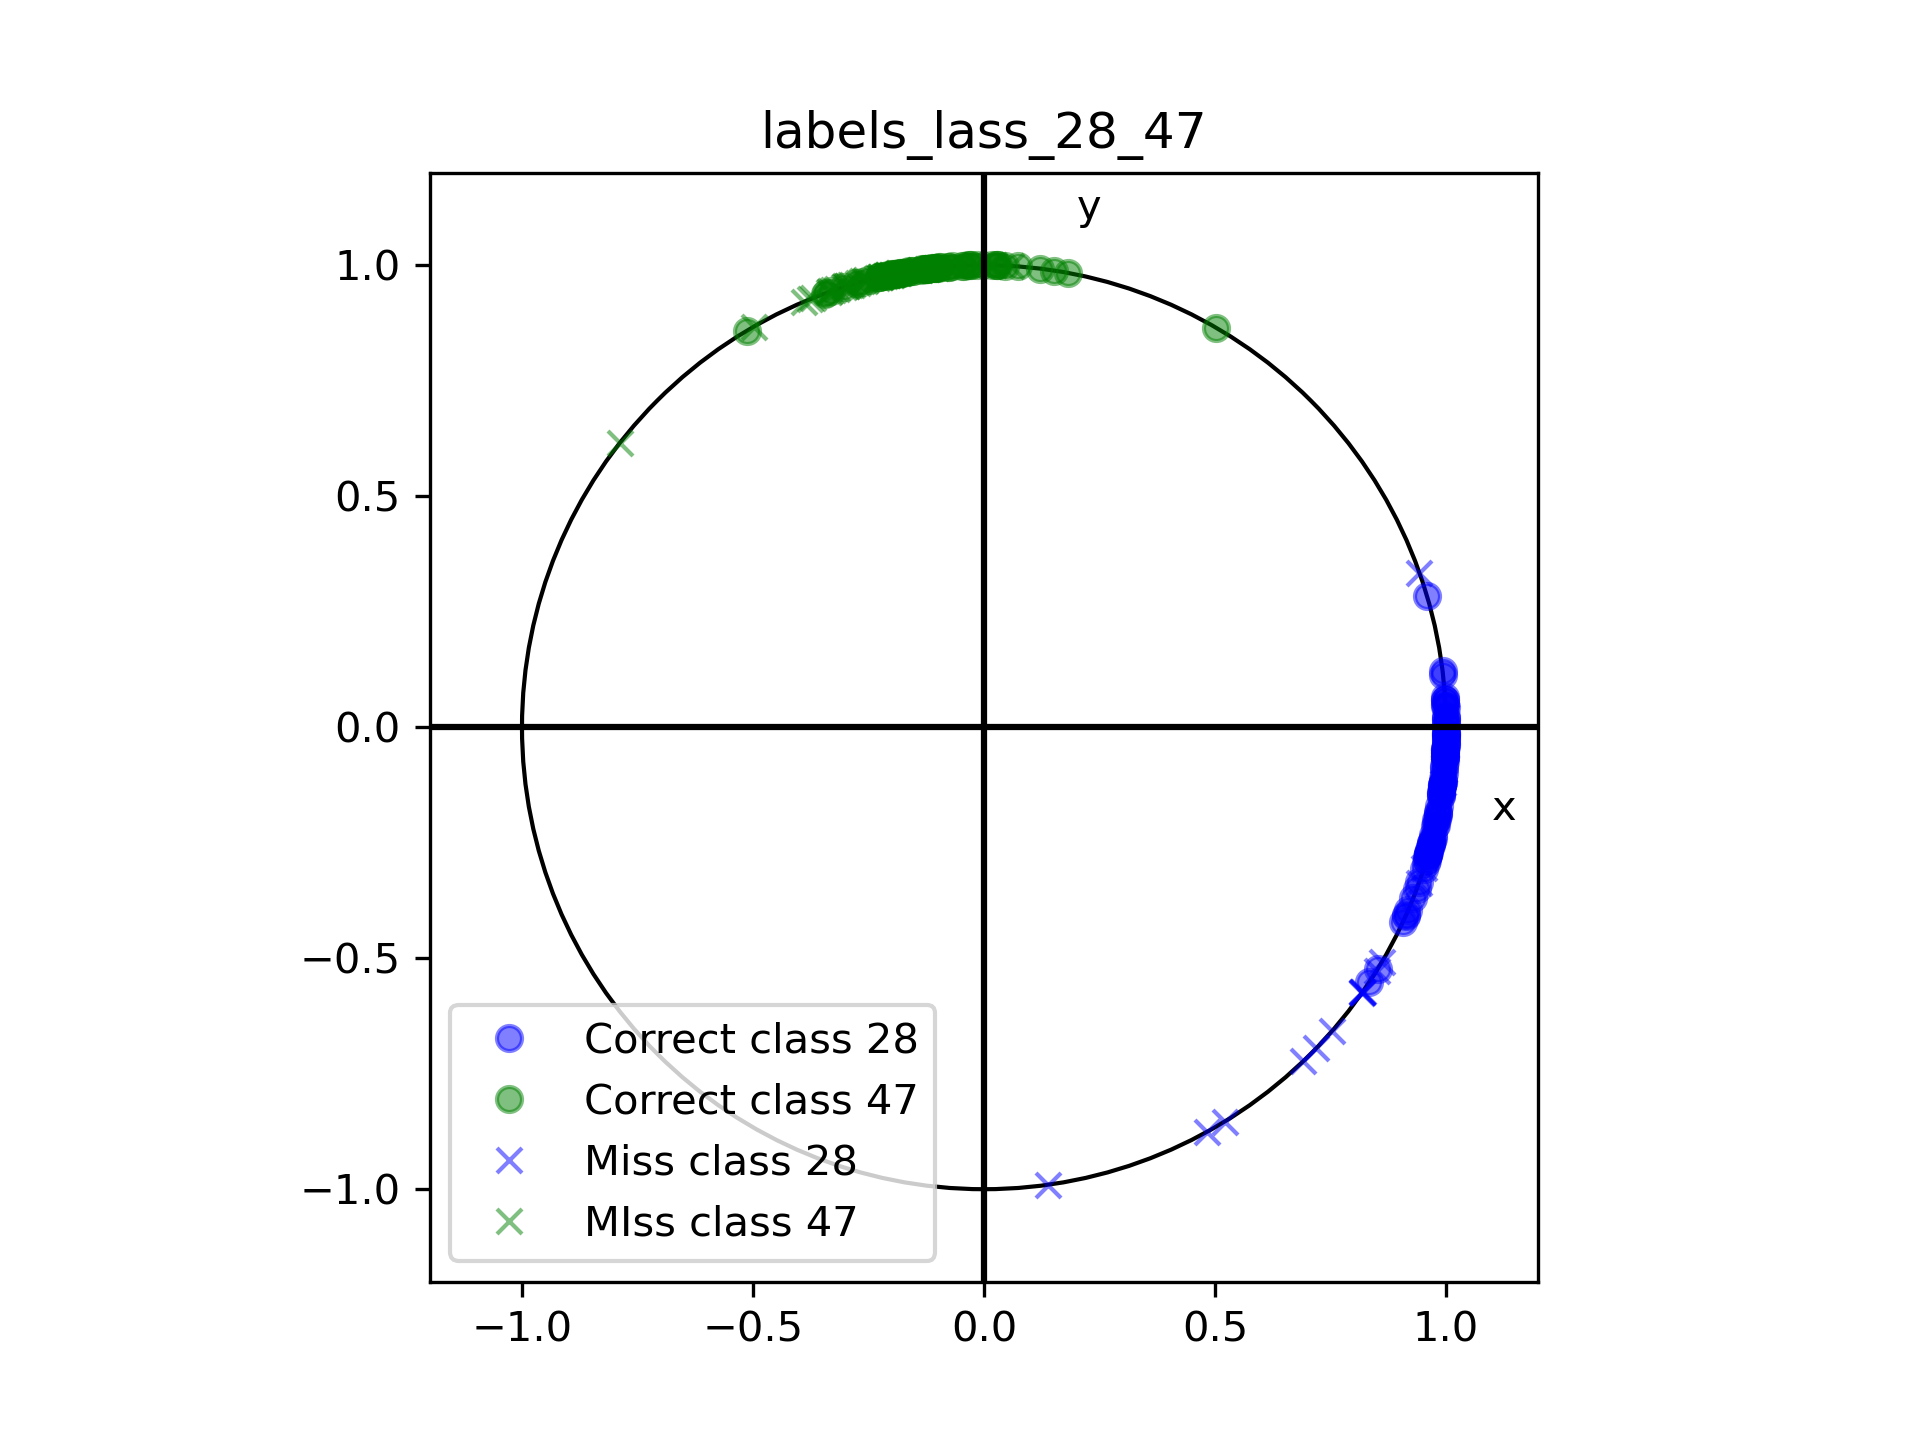 labels_lass_28_47
y
1.0
0.5
0.0
−0.5
−1.0
x
Correct class 28
Correct class 47
Miss class 28
MIss class 47
−1.0 −0.5 0.0 0.5 1.0